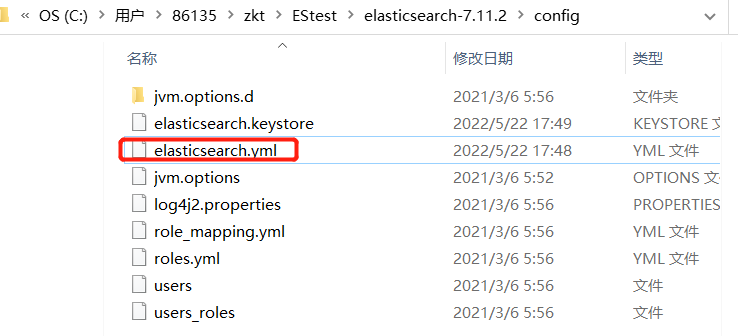 « OS (C:) › 用户 › 86135 › zkt › EStest › elasticsearch-7.11.2 › config
名称 修改日期 类型
jvm.options.d 2021/3/6 5:56 文件夹
elasticsearch.keystore 2022/5/22 17:49 KEYSTORE 文
elasticsearch.yml 2022/5/22 17:48 YML 文件
jvm.options 2021/3/6 5:52 OPTIONS 文
log4j2.properties 2021/3/6 5:56 PROPERTIES
role_mapping.yml 2021/3/6 5:56 YML 文件
roles.yml 2021/3/6 5:56 YML 文件
users 2021/3/6 5:56 文件
users_roles 2021/3/6 5:56 文件